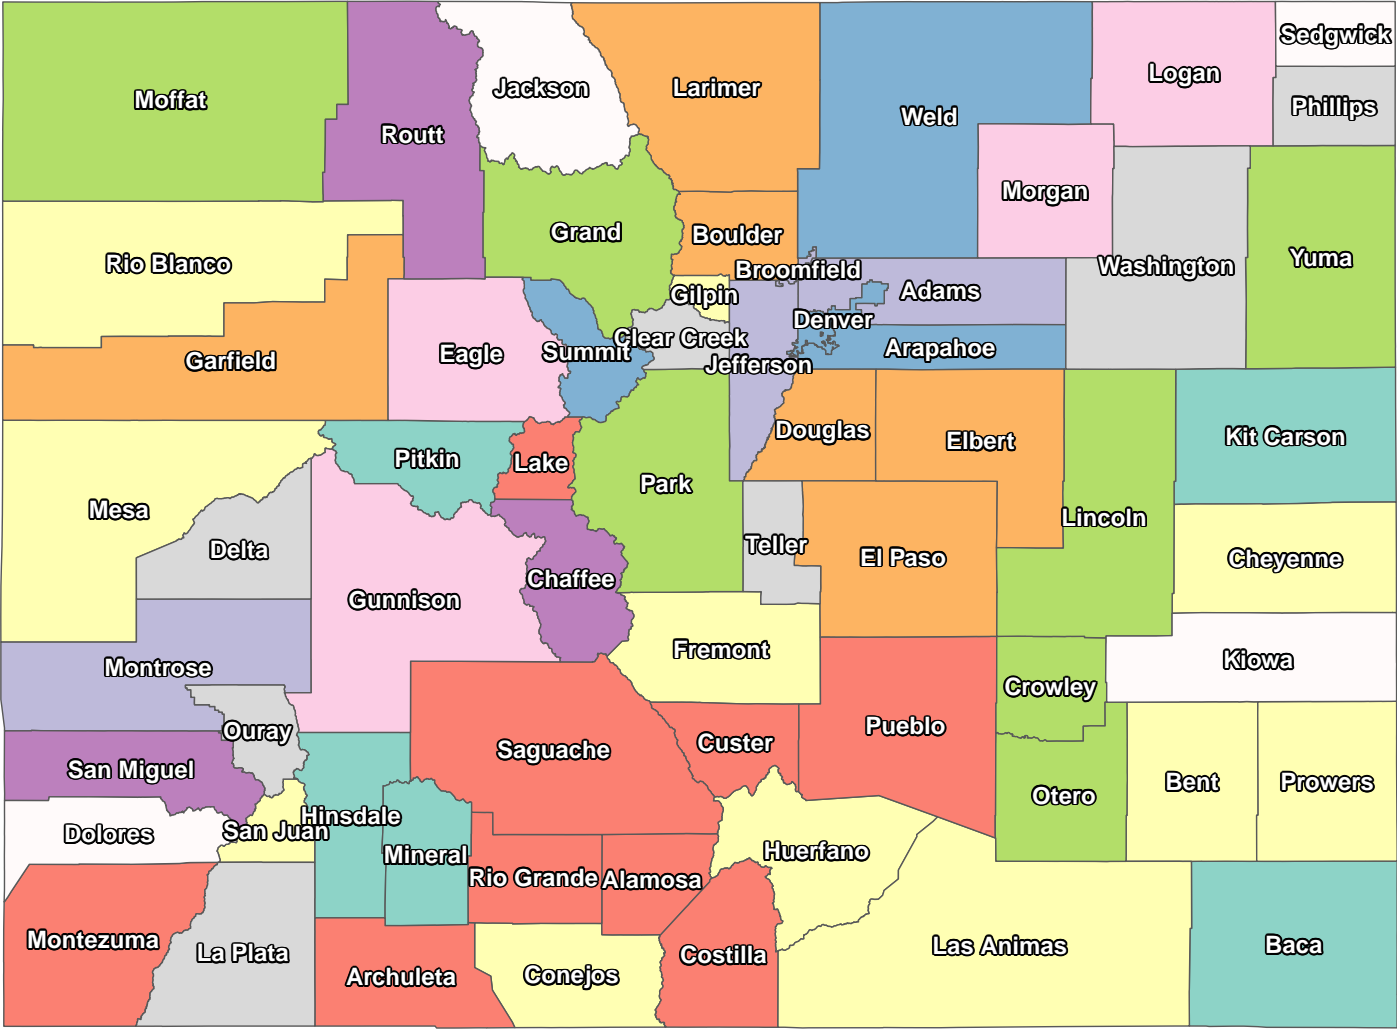 Sedgwick
Logan
Jackson
Larimer
Moffat
Phillips
Weld
Routt
Morgan
Grand
Boulder
Yuma
Rio Blanco
Washington
Broomfield
Adams
Gilpin
Denver
Clear Creek
Arapahoe
Eagle
Summit
Garfield
Jefferson
Douglas
Kit Carson
Elbert
Pitkin
Lake
Park
Mesa
Lincoln
Teller
Delta
El Paso
Cheyenne
Chaffee
Gunnison
Fremont
Kiowa
Montrose
Crowley
Pueblo
Ouray
Custer
Saguache
San Miguel
Bent
Prowers
Otero
Hinsdale
San Juan
Dolores
Huerfano
Mineral
Rio Grande
Alamosa
Montezuma
Las Animas
Baca
La Plata
Costilla
Conejos
Archuleta